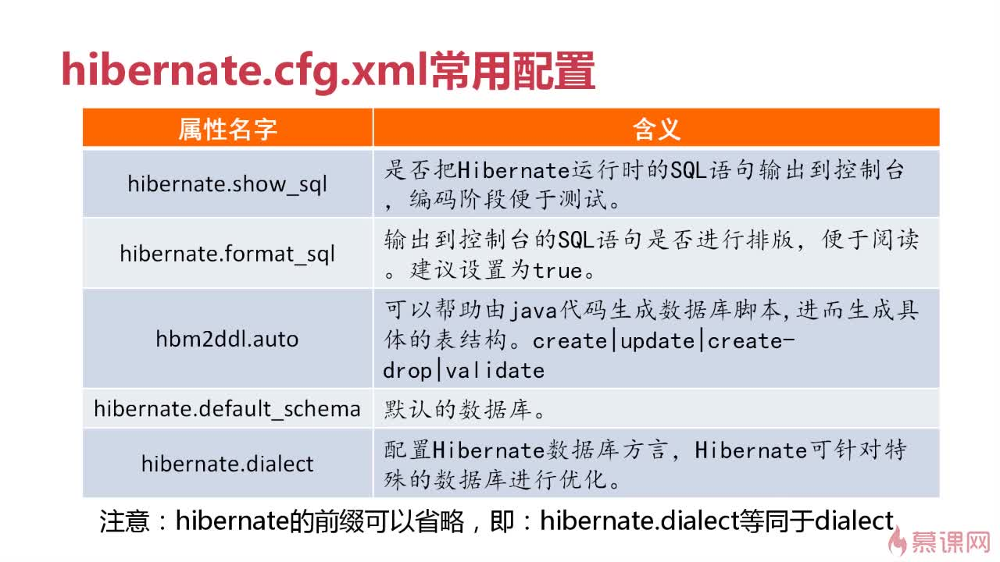 hibernate.cfg.xml常用配置
属性名字
含义
hibernate.show_sql
是否把Hibernate运行时的SQL语句输出到控制台
，编码阶段便于测试。
hibernate.format_sql
输出到控制台的SQL语句是否进行排版，便于阅读
。建议设置为true。
hbm2ddl.auto
可以帮助由java代码生成数据库脚本,进而生成具
体的表结构。create|update|create-
drop|validate
hibernate.default_schema
默认的数据库。
hibernate.dialect
配置Hibernate数据库方言，Hibernate可针对特
殊的数据库进行优化。
注意：hibernate的前缀可以省略，即：hibernate.dialect等同于dialect
慕课网